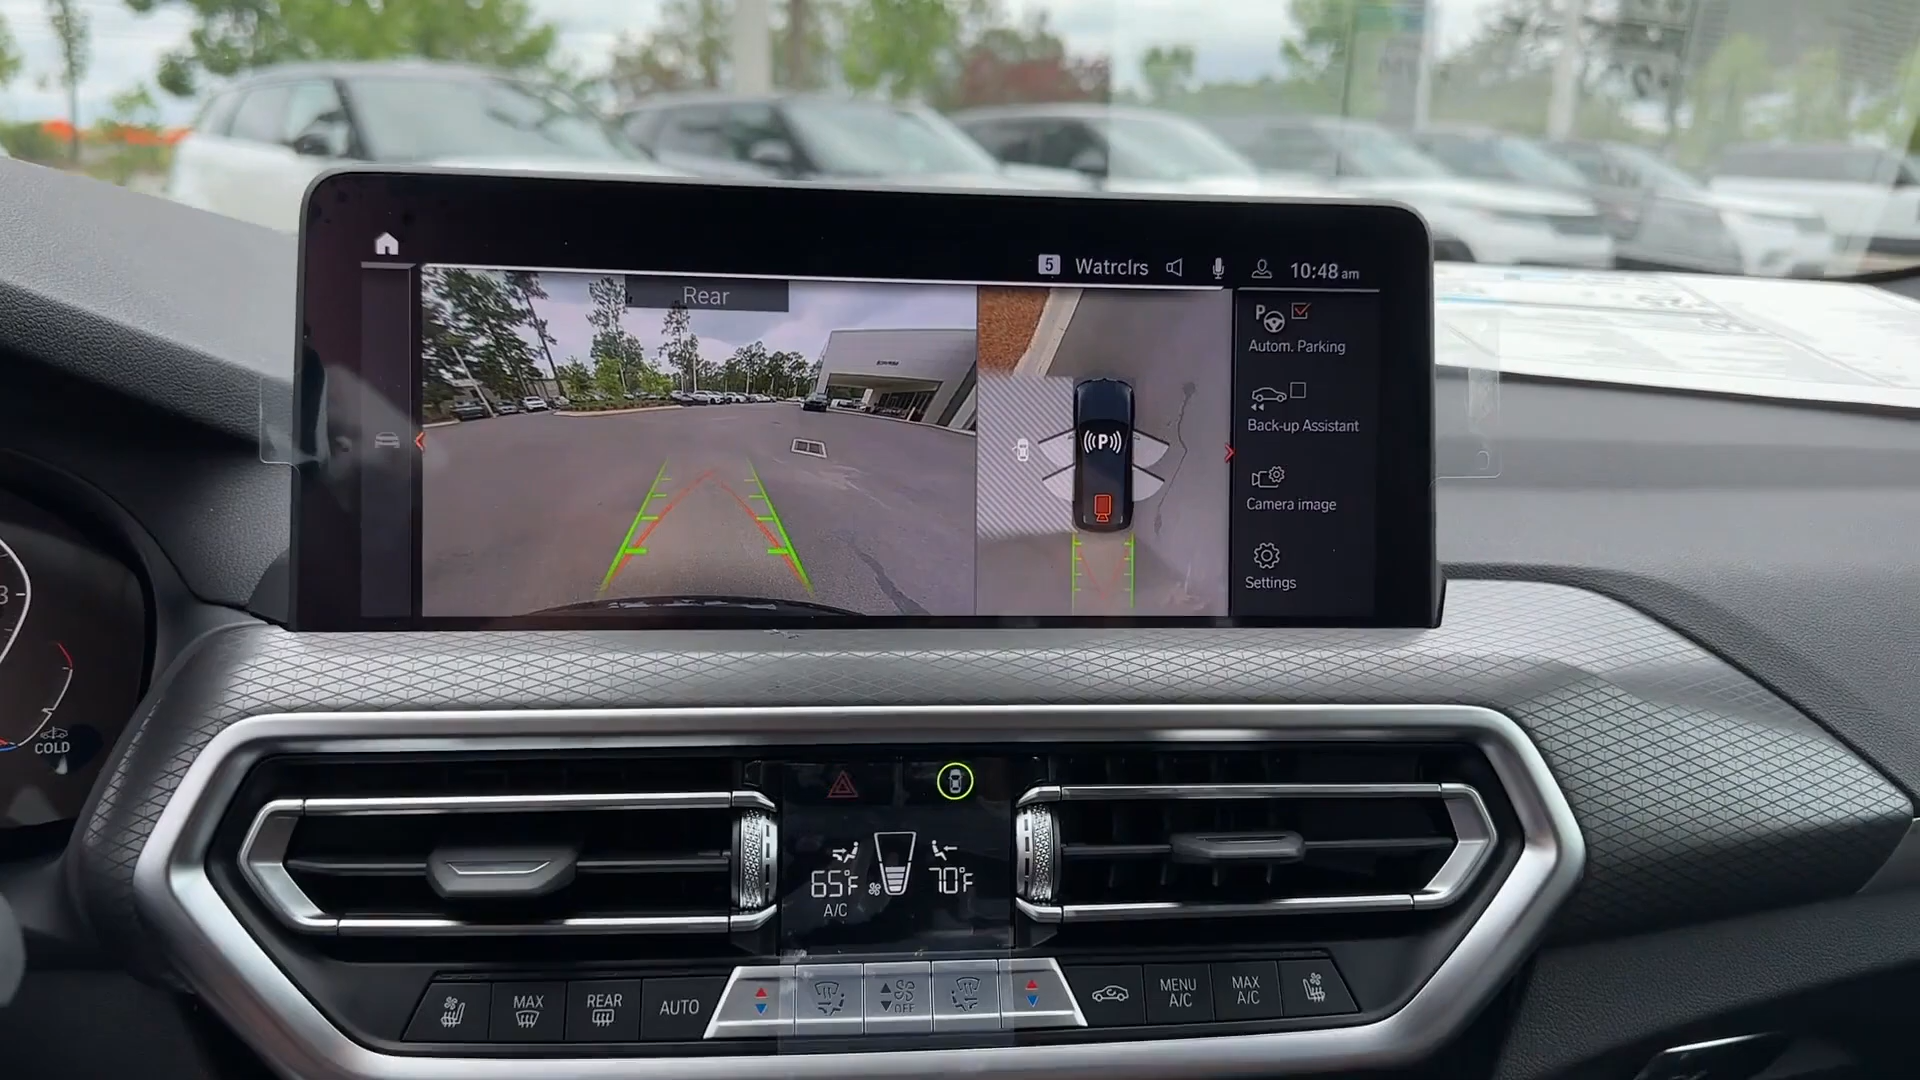 5 Watrclrs 10:48 am
Rear
P
Autom. Parking
Back-up Assistant
Camera image
Settings
P
3
COLD
65°F 70°F
A/C
MAX
REAR
AUTO
OFF
MENU
A/C
MAX
A/C